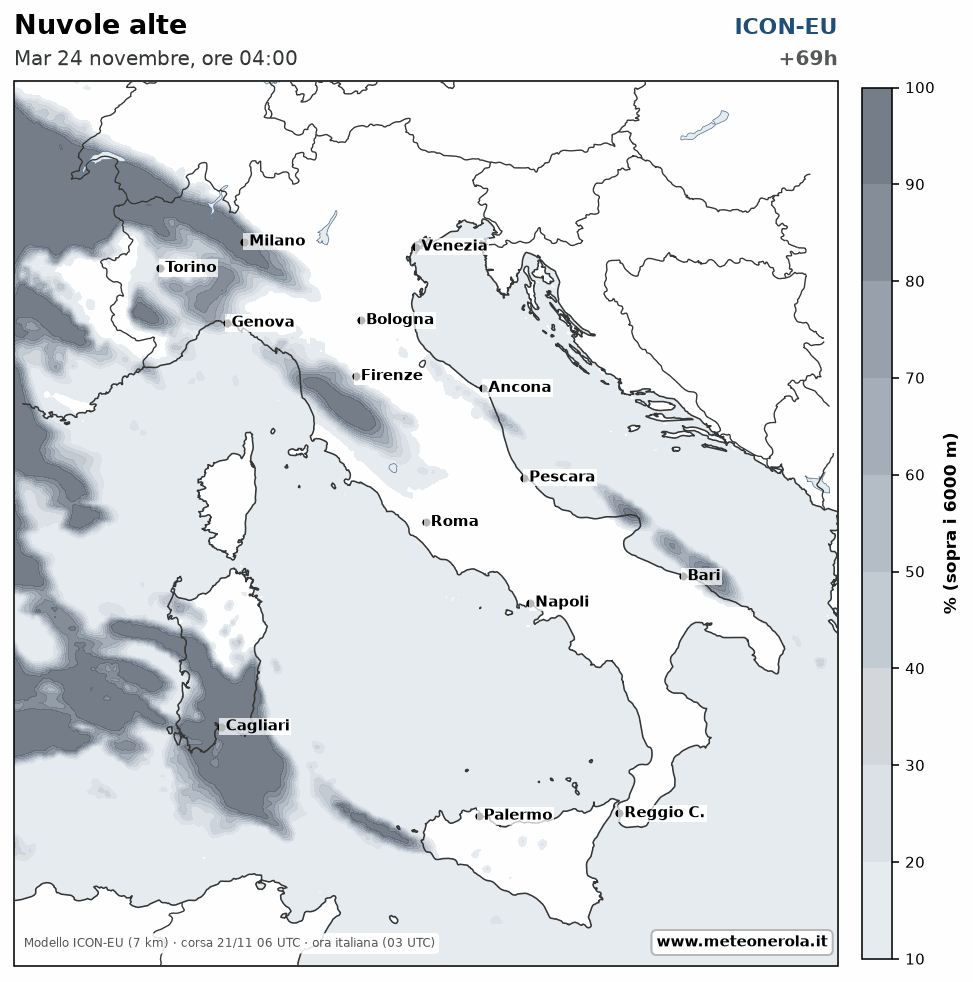 Nuvole alte
ICON-EU
Mar 24 novembre, ore 04:00
+69h
Milano
Venezia
Torino
Genova
Bologna
Firenze
Ancona
Pescara
Roma
Bari
Napoli
Cagliari
Palermo
Reggio C.
Modello ICON-EU (7 km) · corsa 21/11 06 UTC · ora italiana (03 UTC)
www.meteonerola.it
100
90
80
70
60
50
40
30
20
10
% (sopra i 6000 m)